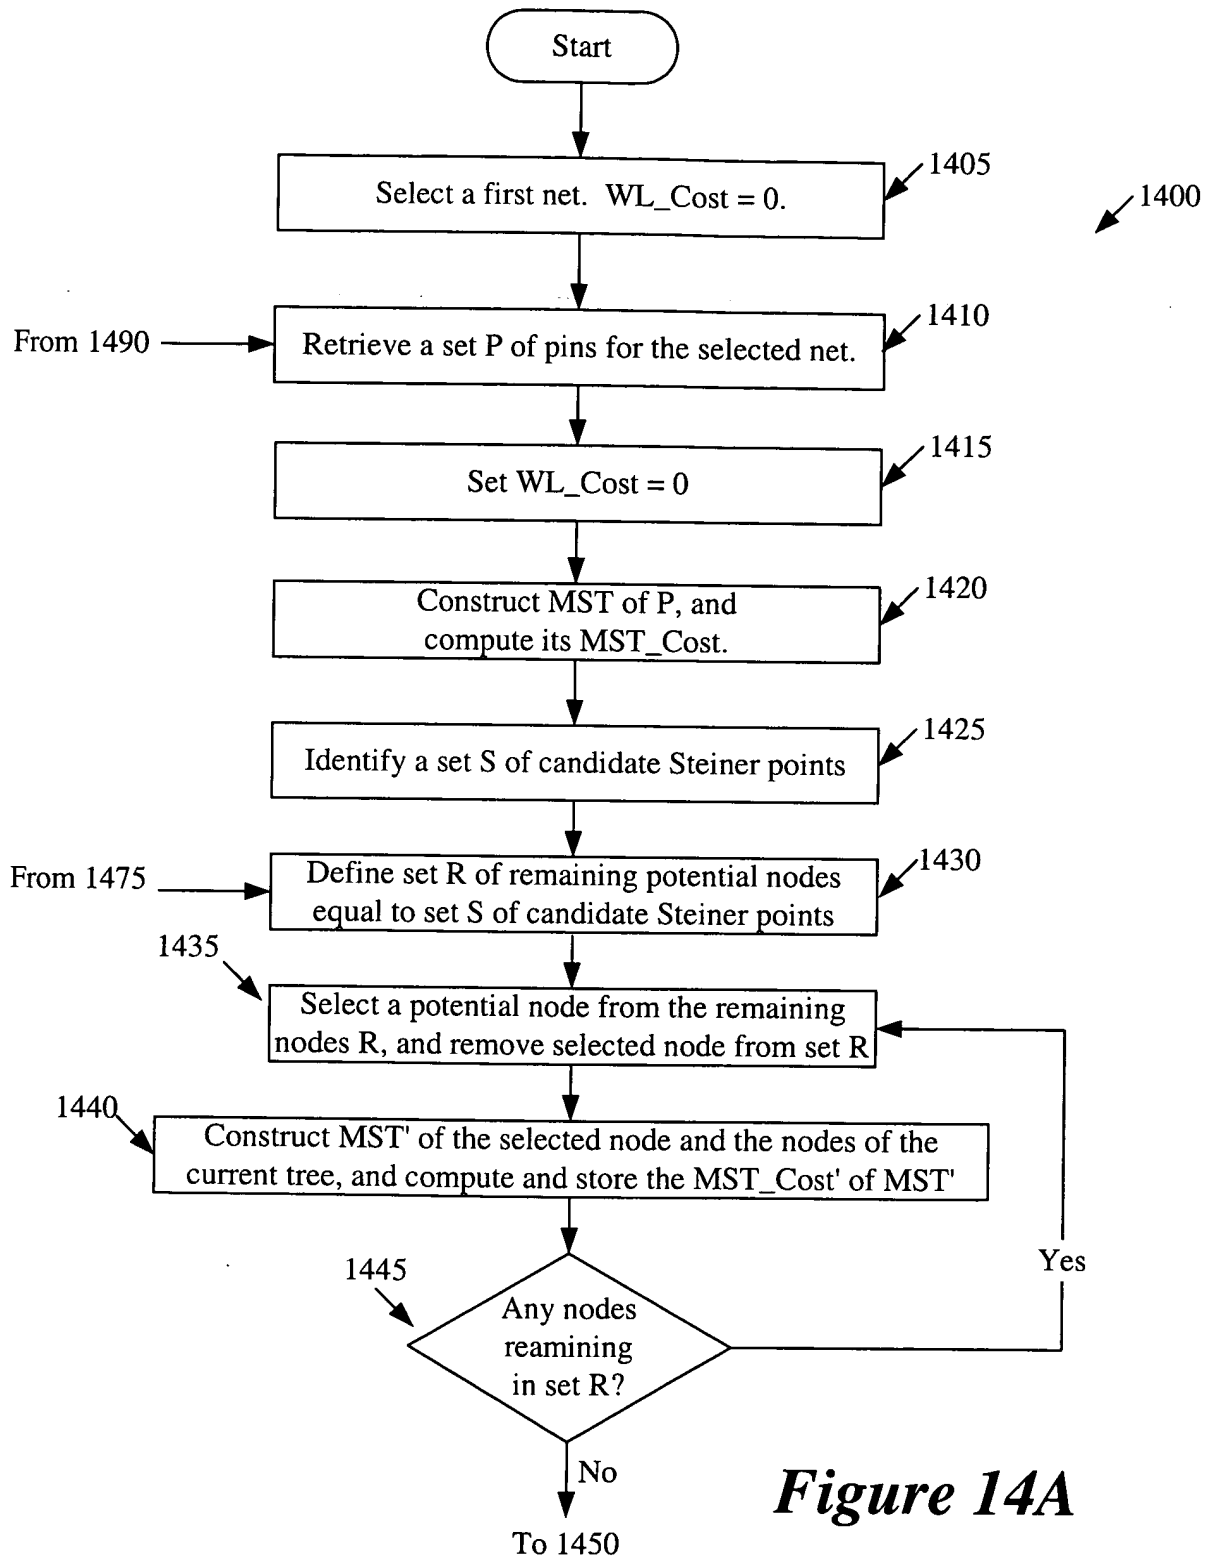 Start
Select a first net. WL_Cost = 0.
1405
1400
From 1490
Retrieve a set P of pins for the selected net.
1410
Set WL_Cost = 0
1415
Construct MST of P, and
compute its MST_Cost.
1420
Identify a set S of candidate Steiner points
1425
From 1475
Define set R of remaining potential nodes
equal to set S of candidate Steiner points
1430
1435
Select a potential node from the remaining
nodes R, and remove selected node from set R
1440
Construct MST' of the selected node and the nodes of the
current tree, and compute and store the MST_Cost' of MST'
1445
Any nodes
reamining
in set R?
Yes
No
To 1450
Figure 14A